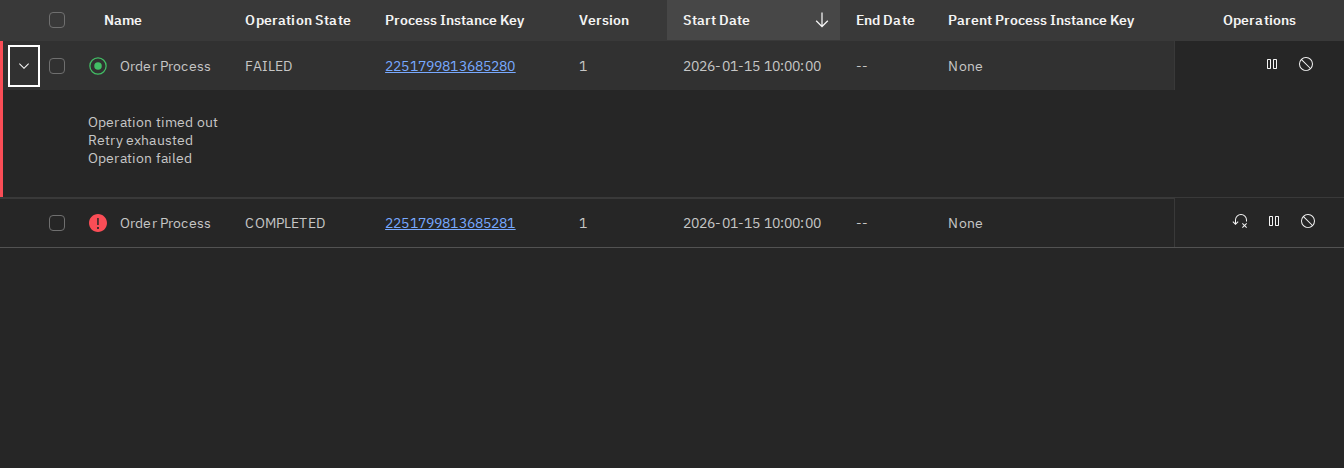 Name Operation State Process Instance Key Version Start Date End Date Parent Process Instance Key Operations
Order Process FAILED 2251799813685280 1 2026-01-15 10:00:00 -- None
Operation timed out
Retry exhausted
Operation failed
Order Process COMPLETED 2251799813685281 1 2026-01-15 10:00:00 -- None